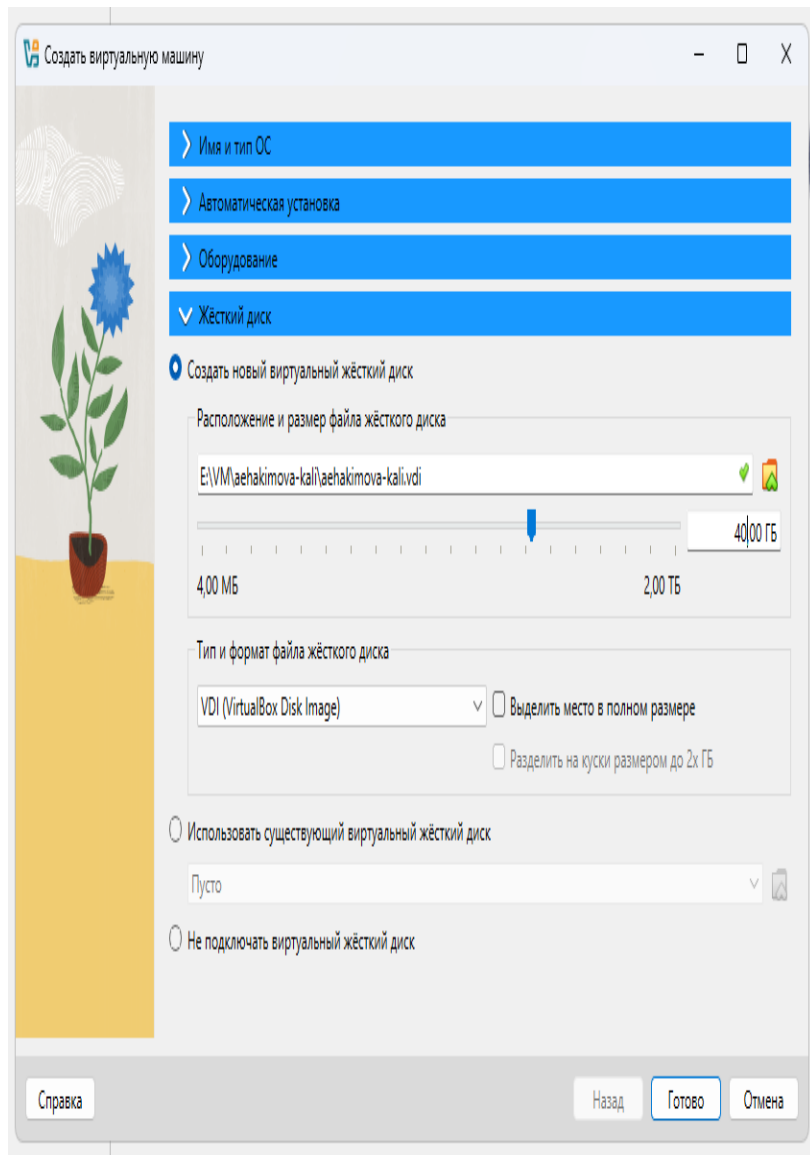 Создать виртуальную машину
Имя и тип ОС
Автоматическая установка
Оборудование
Жёсткий диск
Создать новый виртуальный жёсткий диск
Расположение и размер файла жёсткого диска
E:\VM\aehakimova-kali\aehakimova-kali.vdi
40,00 ГБ
4,00 МБ 2,00 ТБ
Тип и формат файла жёсткого диска
VDI (VirtualBox Disk Image) Выделить место в полном размере
Разделить на куски размером до 2х ГБ
Использовать существующий виртуальный жёсткий диск
Пусто
Не подключать виртуальный жёсткий диск
Справка Назад Готово Отмена